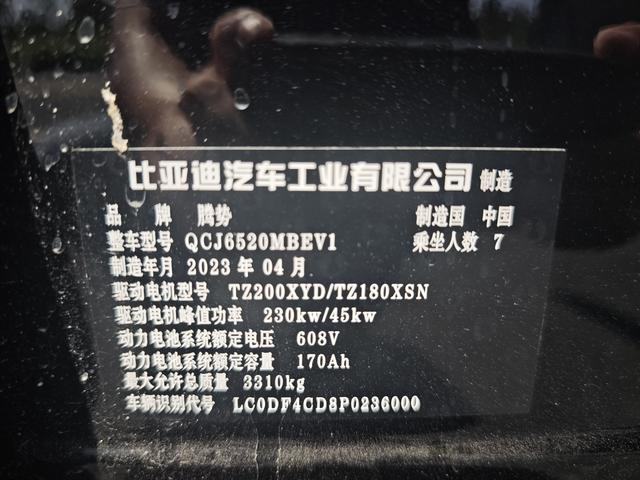 比亚迪汽车工业有限公司 制造
品 牌 腾势 制造国 中国
整车型号 QCJ6520MBEV1 乘坐人数 7
制造年月 2023 年 04 月
驱动电机型号 TZ200XYD/TZ180XSN
驱动电机峰值功率 230kw/45kw
动力电池系统额定电压 608V
动力电池系统额定容量 170Ah
最大允许总质量 3310kg
车辆识别代号 LC0DF4CD8P0236000